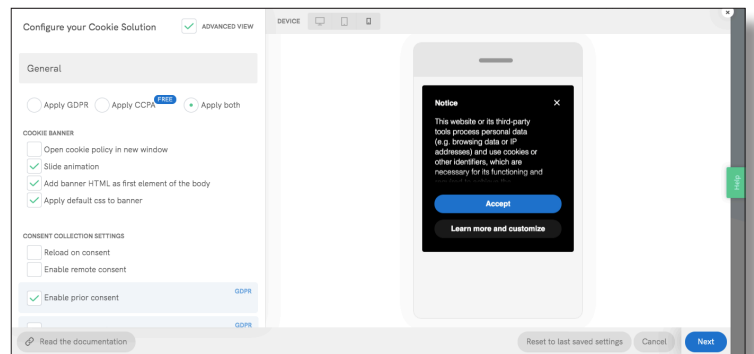 Configure your Cookie Solution
ADVANCED VIEW
DEVICE
General
Apply GDPR
Apply CCPA
FREE
Apply both
COOKIE BANNER
Open cookie policy in new window
Slide animation
Add banner HTML as first element of the body
Apply default css to banner
CONSENT COLLECTION SETTINGS
Reload on consent
Enable remote consent
Enable prior consent
GDPR
GDPR
Notice
This website or its third-party
tools process personal data
(e.g. browsing data or IP
addresses) and use cookies or
other identifiers, which are
necessary for its functioning and
Accept
Learn more and customize
Help
Read the documentation
Reset to last saved settings
Cancel
Next